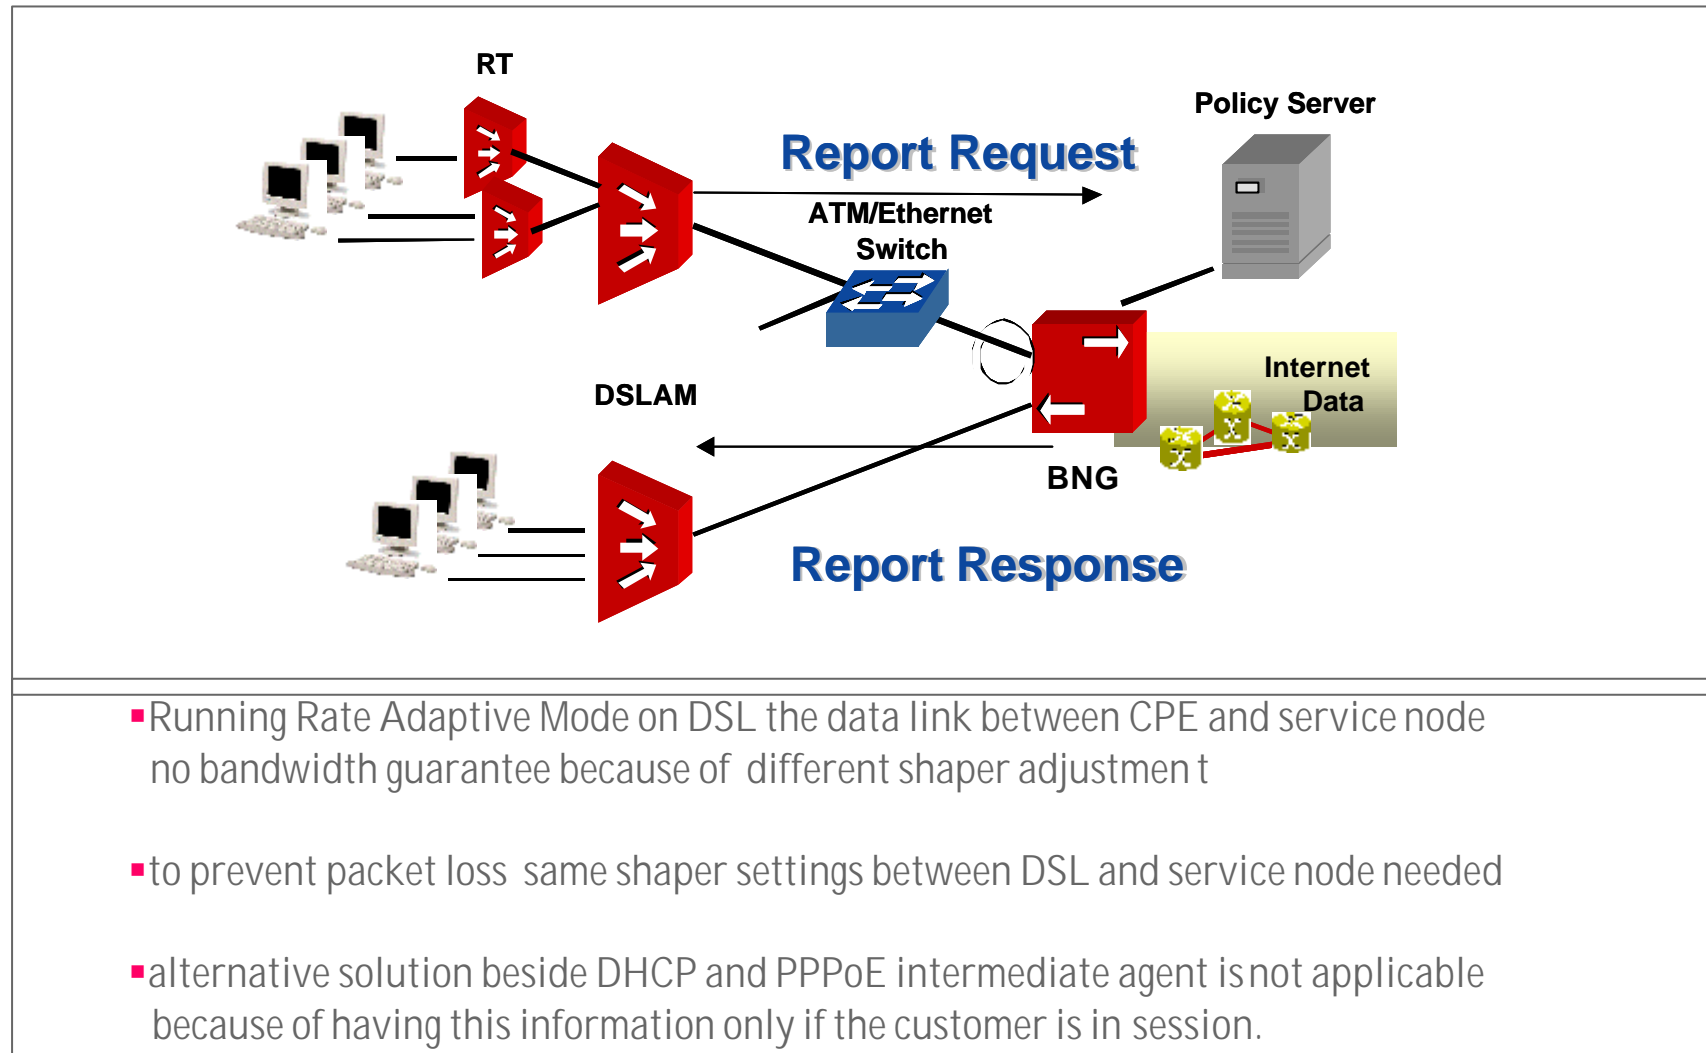 RT
Policy Server
Report Request
ATM/Ethernet
Switch
Internet
Data
DSLAM
BNG
Report Response
Running Rate Adaptive Mode on DSL the data link between CPE and service node
no bandwidth guarantee because of different shaper adjustmen t
to prevent packet loss same shaper settings between DSL and service node needed
alternative solution beside DHCP and PPPoE intermediate agent is not applicable
because of having this information only if the customer is in session.